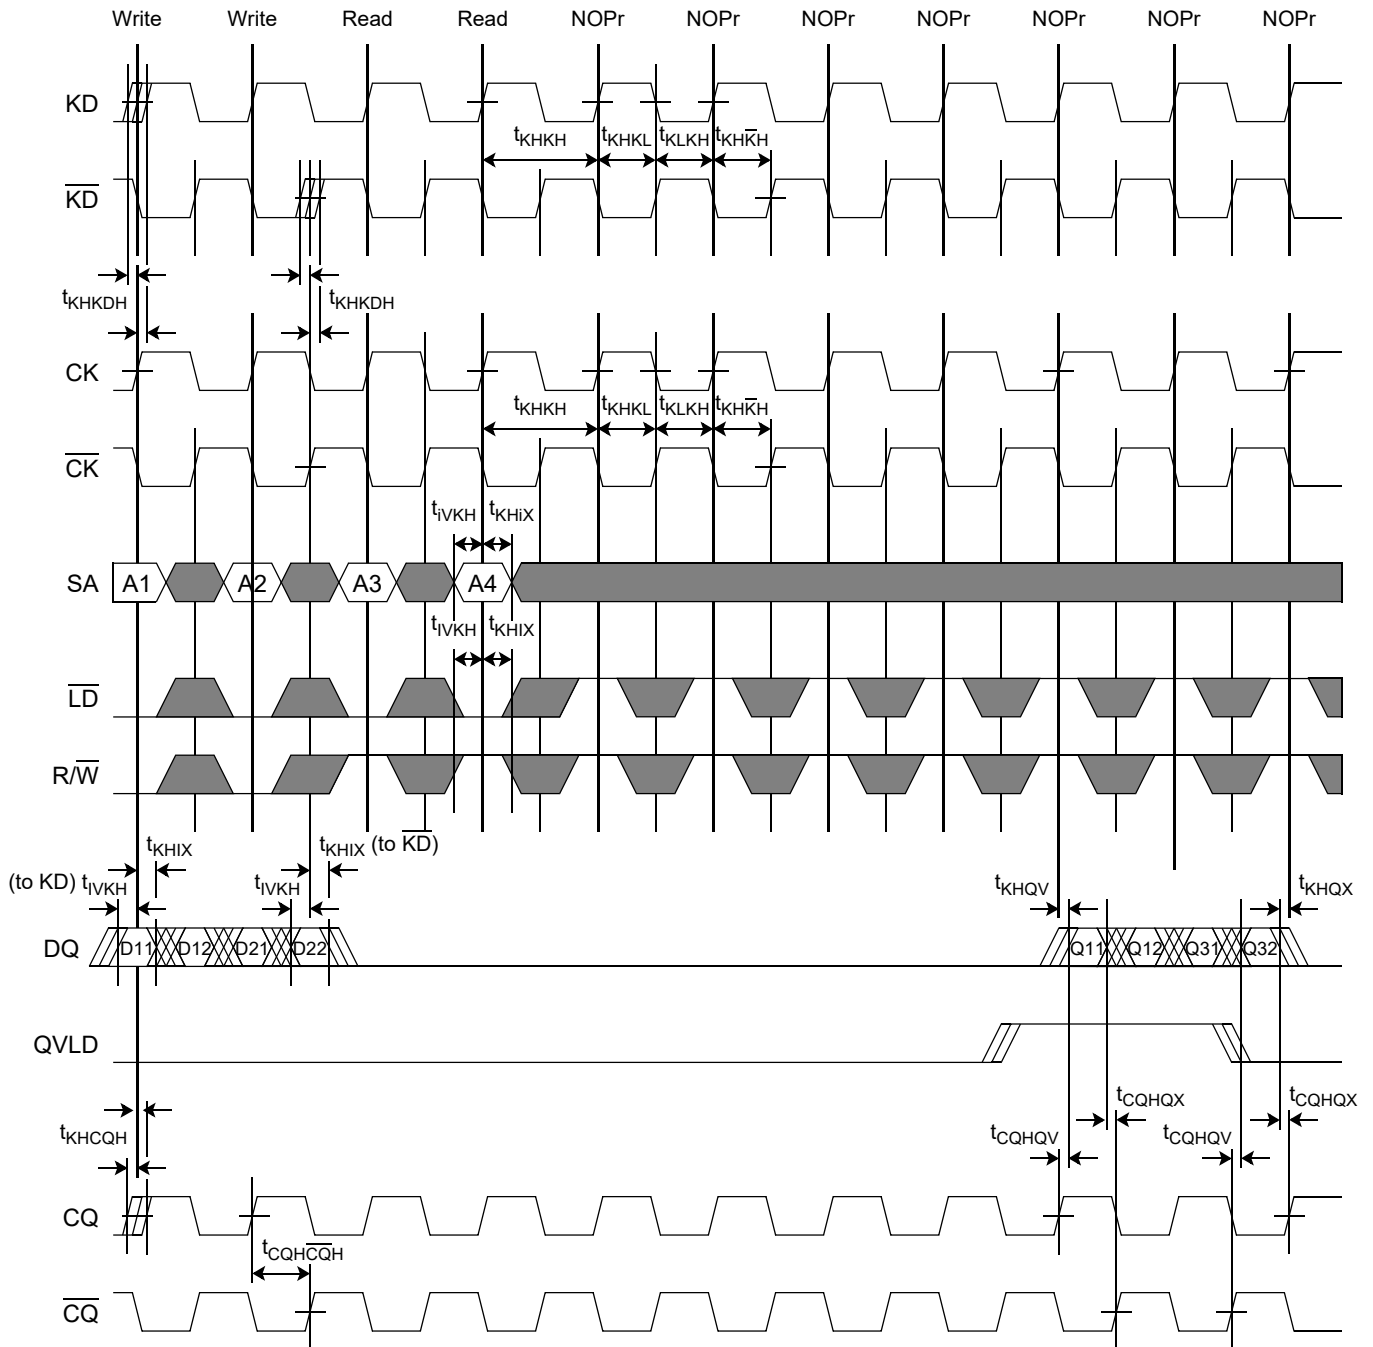 Write Write Read Read NOPr NOPr NOPr NOPr NOPr NOPr NOPr
KD
tKHKH tKHKL tKLKH tKHK̅H
K̅D̅
tKHKDH tKHKDH
CK
tKHKH tKHKL tKLKH tKHK̅H
C̅K̅
tiVKH tKHiX
SA A1 A2 A3 A4
tIVKH tKHIX
L̅D̅
R/W̅
tKHIX tKHIX (to K̅D̅)
(to KD) tIVKH tIVKH tKHQV tKHQX
DQ D11 D12 D21 D22 Q11 Q12 Q31 Q32
QVLD
tCQHQX tCQHQX
tKHCQH tCQHQV tCQHQV
CQ
tCQHC̅Q̅H
C̅Q̅